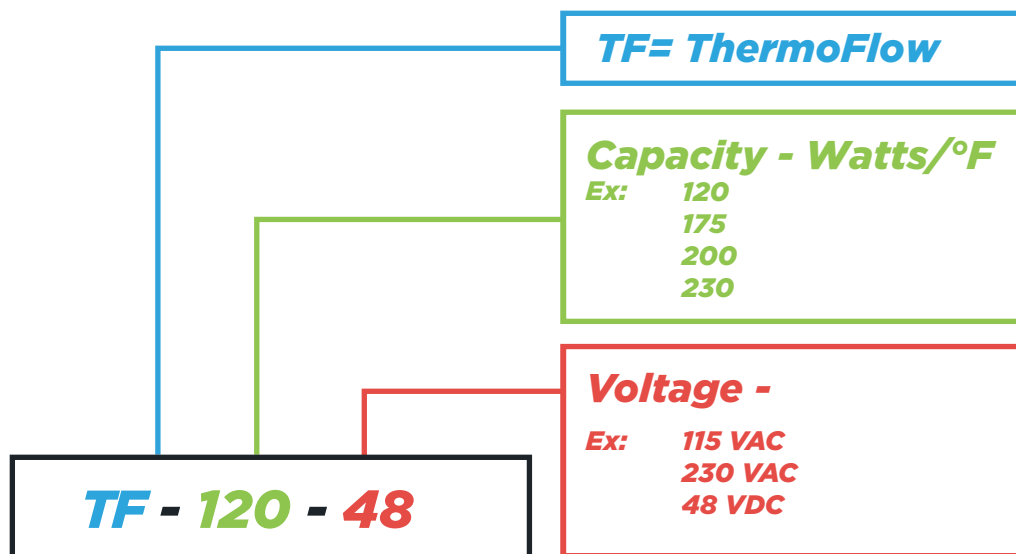 TF= ThermoFlow
Capacity - Watts/°F
Ex: 120
175
200
230
Voltage -
Ex: 115 VAC
230 VAC
48 VDC
TF - 120 - 48